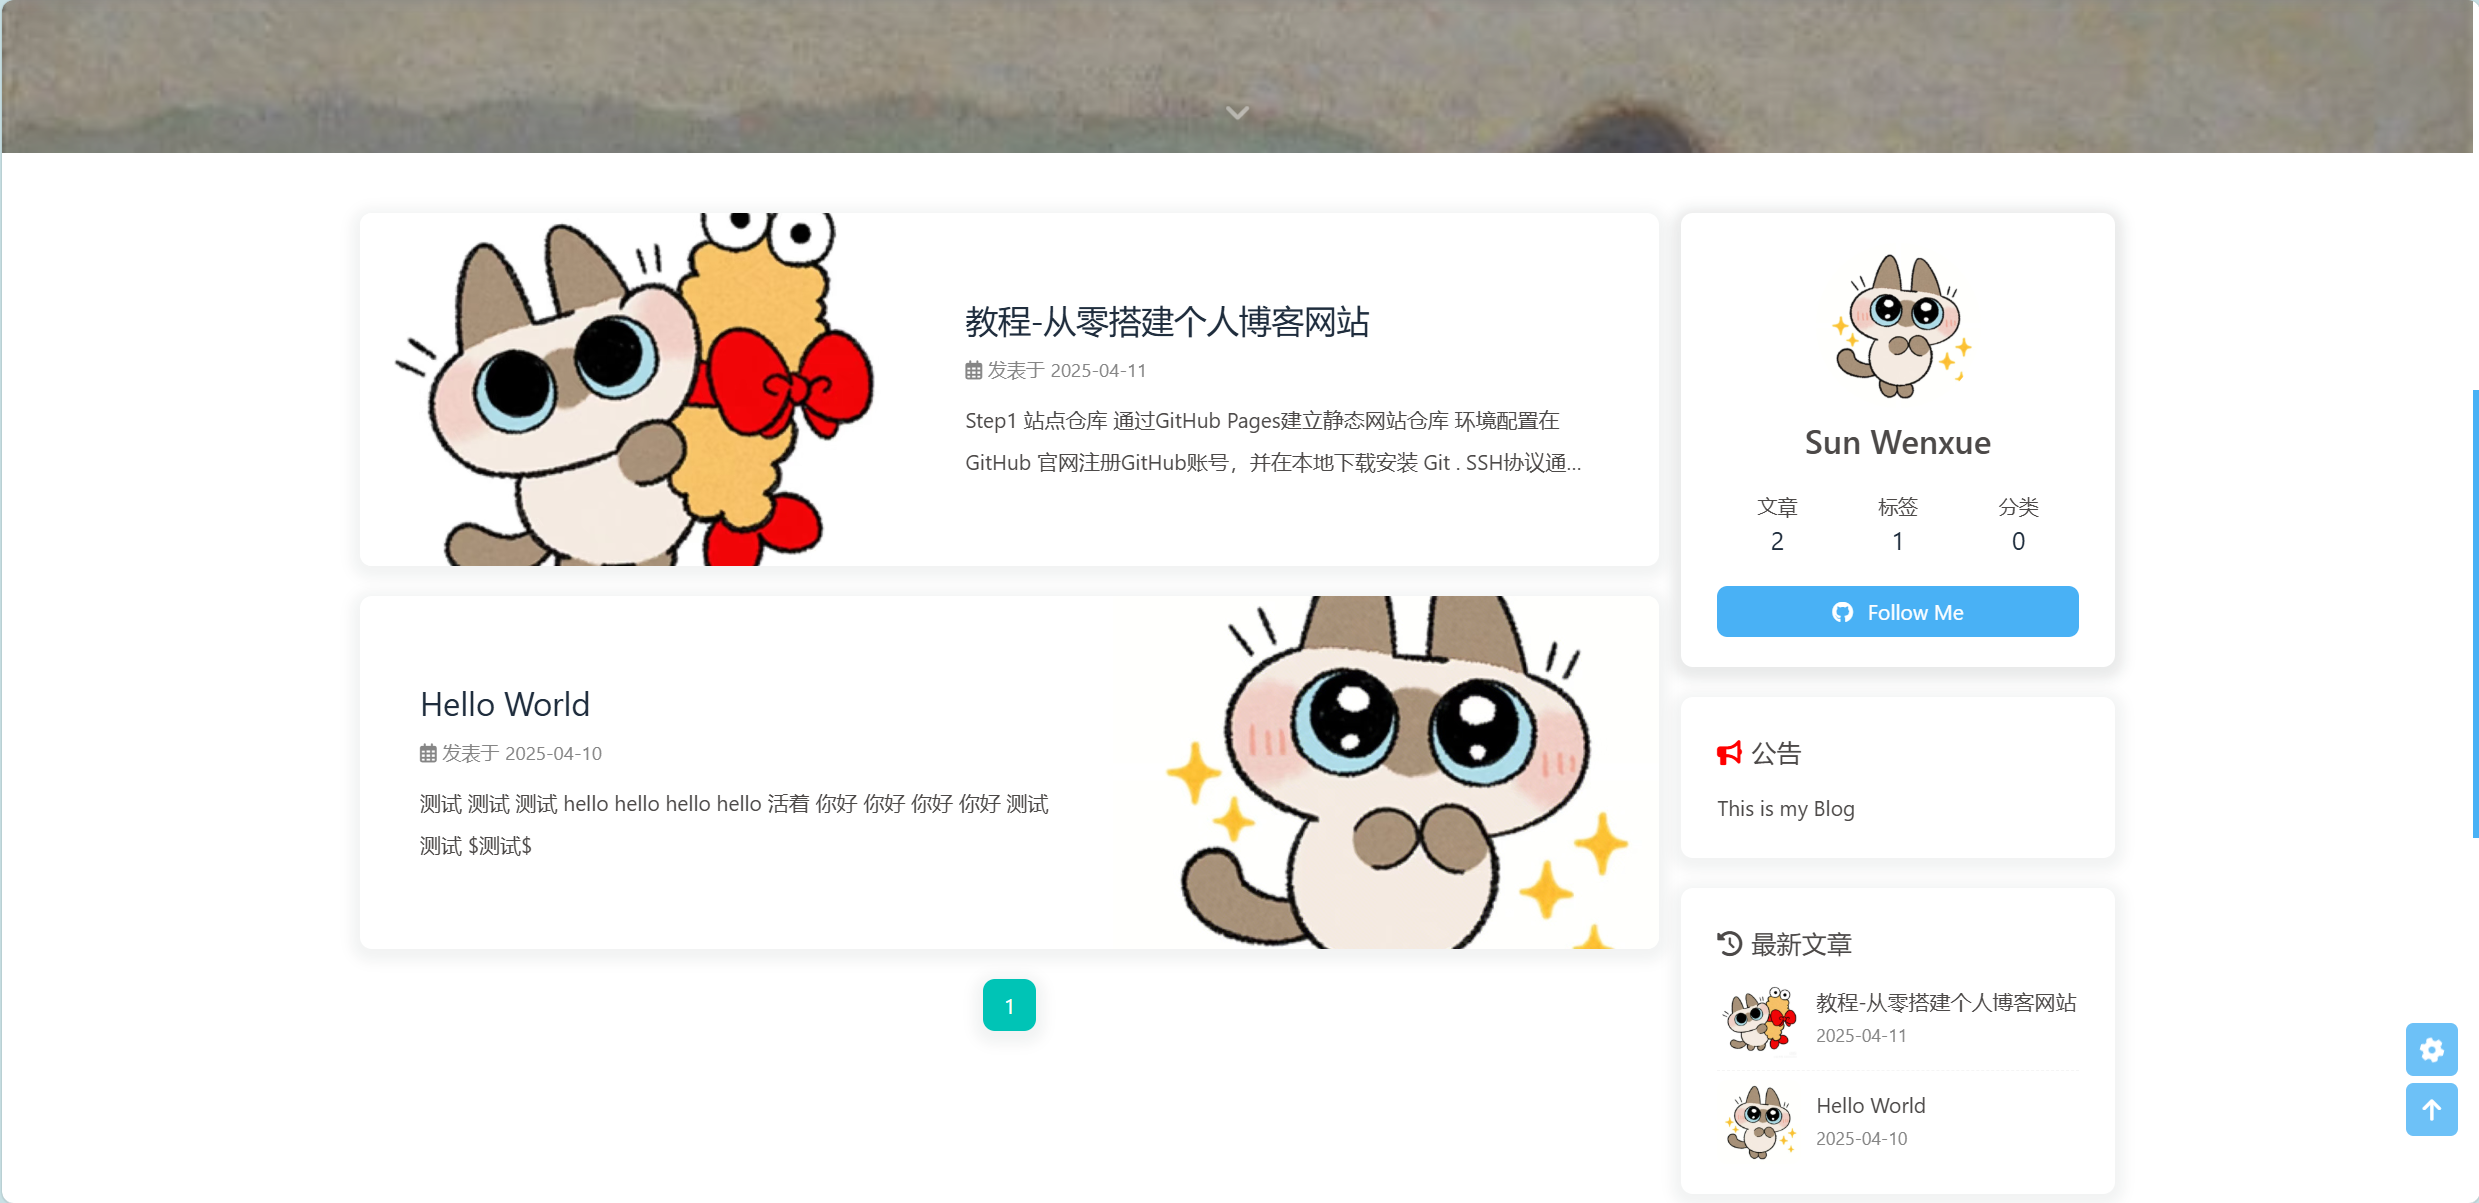 教程-从零搭建个人博客网站
发表于 2025-04-11
Step1 站点仓库 通过GitHub Pages建立静态网站仓库 环境配置在
GitHub 官网注册GitHub账号，并在本地下载安装 Git . SSH协议通...
Hello World
发表于 2025-04-10
测试 测试 测试 hello hello hello hello 活着 你好 你好 你好 你好 测试
测试 $测试$
1
Sun Wenxue
文章 标签 分类
2 1 0
Follow Me
公告
This is my Blog
最新文章
教程-从零搭建个人博客网站
2025-04-11
Hello World
2025-04-10